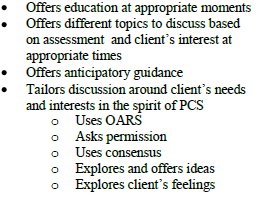 • Offers education at appropriate moments
• Offers different topics to discuss based
on assessment and client's interest at
appropriate times
• Offers anticipatory guidance
• Tailors discussion around client's needs
and interests in the spirit of PCS
o Uses OARS
o Asks permission
o Uses consensus
o Explores and offers ideas
o Explores client's feelings